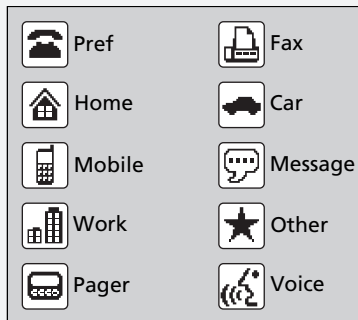 Pref
Home
Mobile
Work
Pager
Fax
Car
Message
Other
Voice